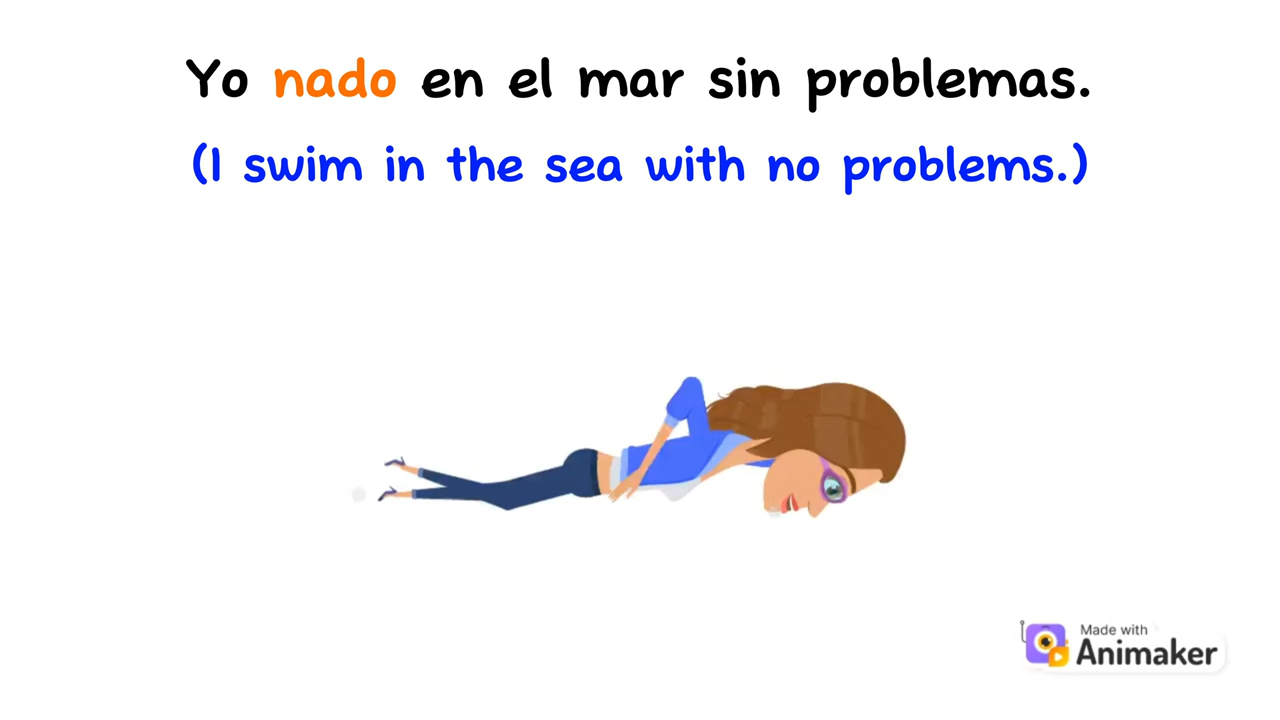 Yo nado en el mar sin problemas.
(I swim in the sea with no problems.)
Made with
Animaker